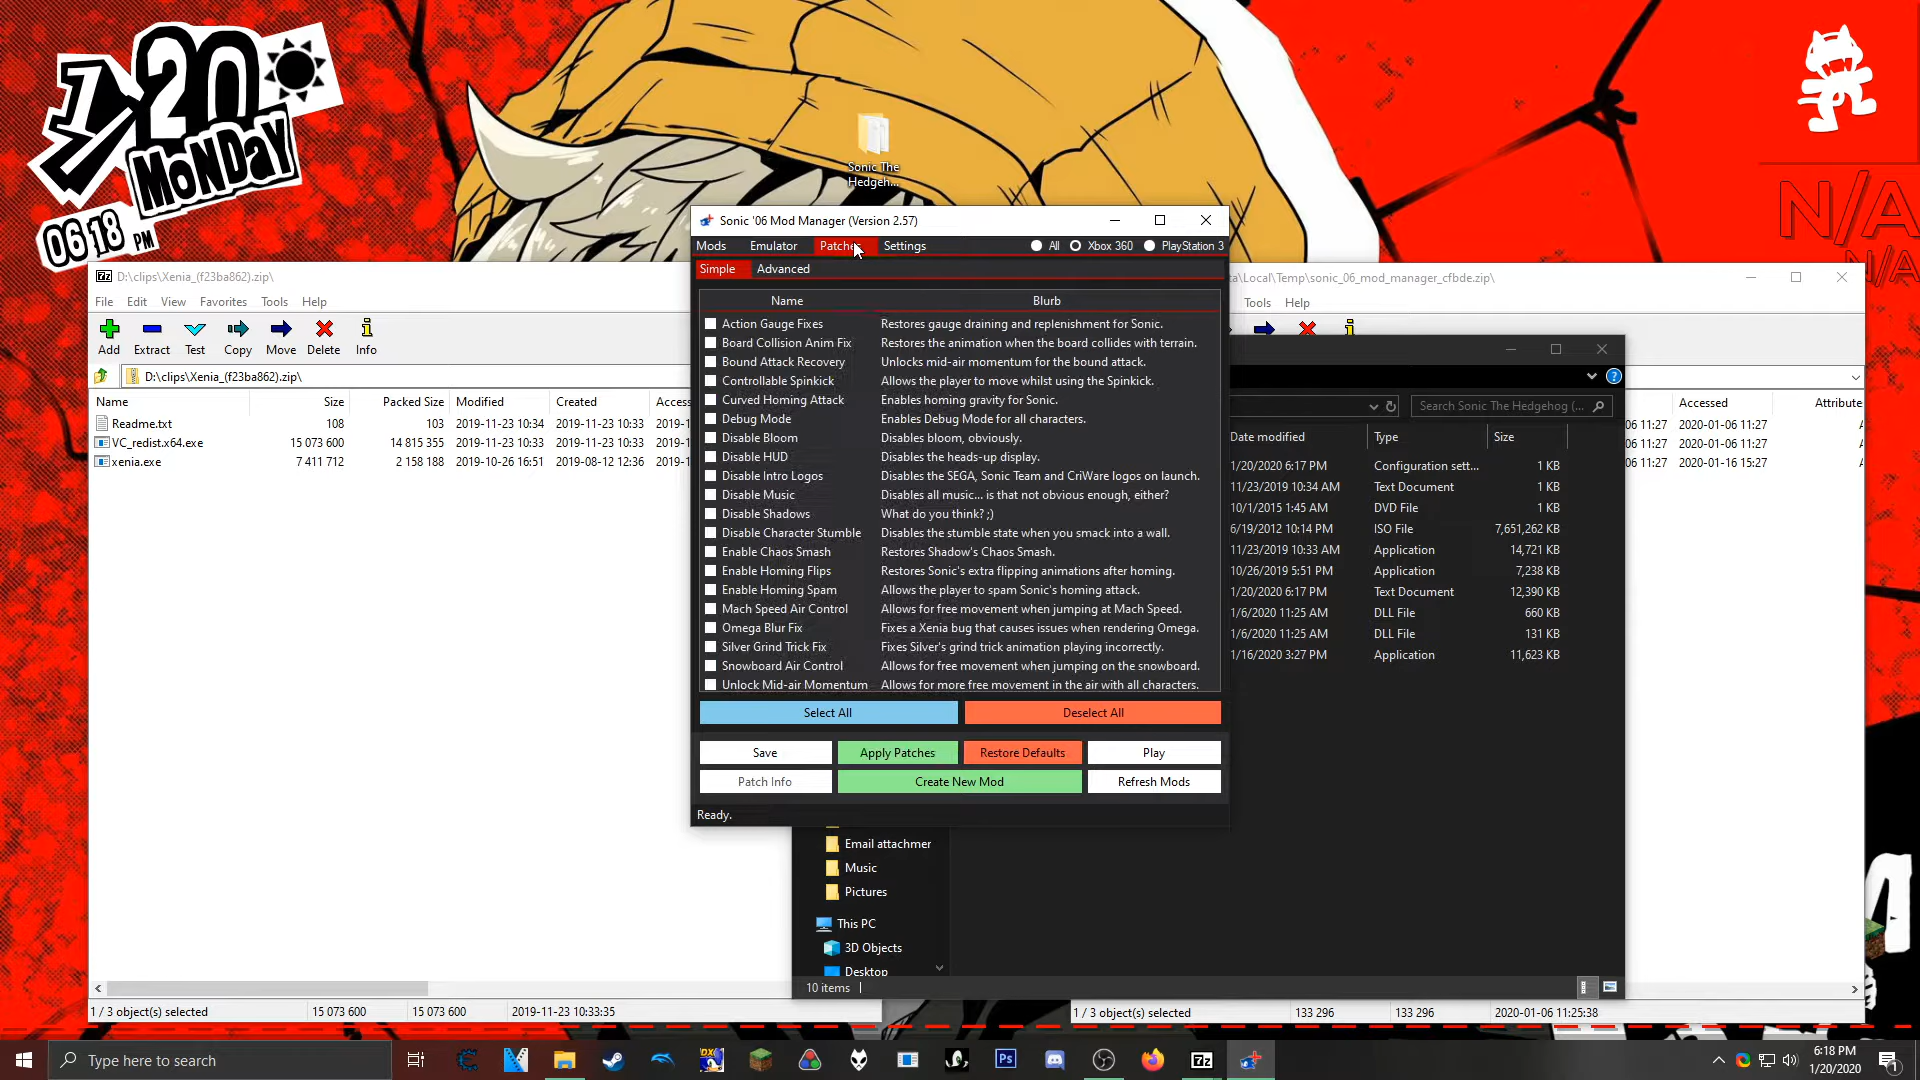 1/20
MONDAY
06:18 PM
N/A
N/A
Sonic The
Hedgeh...
D:\clips\Xenia_(f23ba862).zip\
File Edit View Favorites Tools Help
Add Extract Test Copy Move Delete Info
D:\clips\Xenia_(f23ba862).zip\
Name Size Packed Size Modified Created Access
Readme.txt 108 103 2019-11-23 10:34 2019-11-23 10:33 2019-
VC_redist.x64.exe 15 073 600 14 815 355 2019-11-23 10:33 2019-11-23 10:33 2019-
xenia.exe 7 411 712 2 158 188 2019-10-26 16:51 2019-08-12 12:36 2019-
1 / 3 object(s) selected 15 073 600 15 073 600 2019-11-23 10:33:35
Sonic '06 Mod Manager (Version 2.57)
Mods Emulator Patches Settings All Xbox 360 PlayStation 3
Simple Advanced
Name Blurb
Action Gauge Fixes Restores gauge draining and replenishment for Sonic.
Board Collision Anim Fix Restores the animation when the board collides with terrain.
Bound Attack Recovery Unlocks mid-air momentum for the bound attack.
Controllable Spinkick Allows the player to move whilst using the Spinkick.
Curved Homing Attack Enables homing gravity for Sonic.
Debug Mode Enables Debug Mode for all characters.
Disable Bloom Disables bloom, obviously.
Disable HUD Disables the heads-up display.
Disable Intro Logos Disables the SEGA, Sonic Team and CriWare logos on launch.
Disable Music Disables all music... is that not obvious enough, either?
Disable Shadows What do you think? ;)
Disable Character Stumble Disables the stumble state when you smack into a wall.
Enable Chaos Smash Restores Shadow's Chaos Smash.
Enable Homing Flips Restores Sonic's extra flipping animations after homing.
Enable Homing Spam Allows the player to spam Sonic's homing attack.
Mach Speed Air Control Allows for free movement when jumping at Mach Speed.
Omega Blur Fix Fixes a Xenia bug that causes issues when rendering Omega.
Silver Grind Trick Fix Fixes Silver's grind trick animation playing incorrectly.
Snowboard Air Control Allows for free movement when jumping on the snowboard.
Unlock Mid-air Momentum Allows for more free movement in the air with all characters.
Select All Deselect All
Save Apply Patches Restore Defaults Play
Patch Info Create New Mod Refresh Mods
Ready.
ta\Local\Temp\sonic_06_mod_manager_cfbde.zip\
Tools Help
Search Sonic The Hedgehog (...
Date modified Type Size
1/20/2020 6:17 PM Configuration sett... 1 KB
11/23/2019 10:34 AM Text Document 1 KB
10/1/2015 1:45 AM DVD File 1 KB
6/19/2012 10:14 PM ISO File 7,651,262 KB
11/23/2019 10:33 AM Application 14,721 KB
10/26/2019 5:51 PM Application 7,238 KB
1/20/2020 6:17 PM Text Document 12,390 KB
1/6/2020 11:25 AM DLL File 660 KB
1/6/2020 11:25 AM DLL File 131 KB
1/16/2020 3:27 PM Application 11,623 KB
Accessed Attribute
06 11:27 2020-01-06 11:27 A
06 11:27 2020-01-06 11:27 A
06 11:27 2020-01-16 15:27 A
Email attachmer
Music
Pictures
This PC
3D Objects
Desktop
10 items
1 / 3 object(s) selected 133 296 133 296 2020-01-06 11:25:38
Type here to search
6:18 PM
1/20/2020